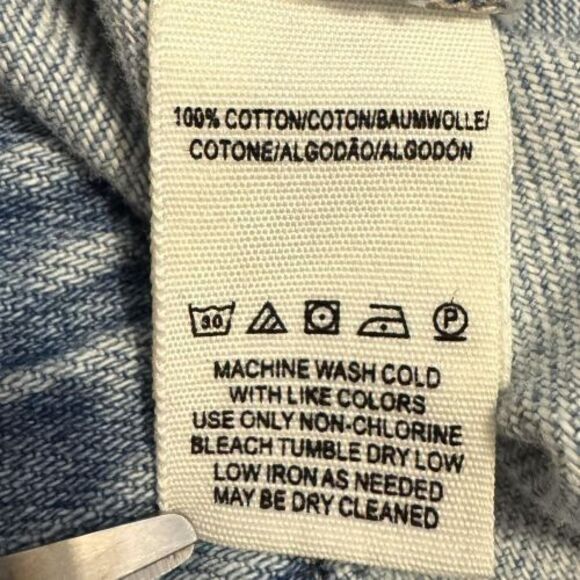 100% COTTON/COTON/BAUMWOLLE/
COTONE/ALGODÃO/ALGODÓN
30 P
MACHINE WASH COLD
WITH LIKE COLORS
USE ONLY NON-CHLORINE
BLEACH TUMBLE DRY LOW
LOW IRON AS NEEDED
MAY BE DRY CLEANED